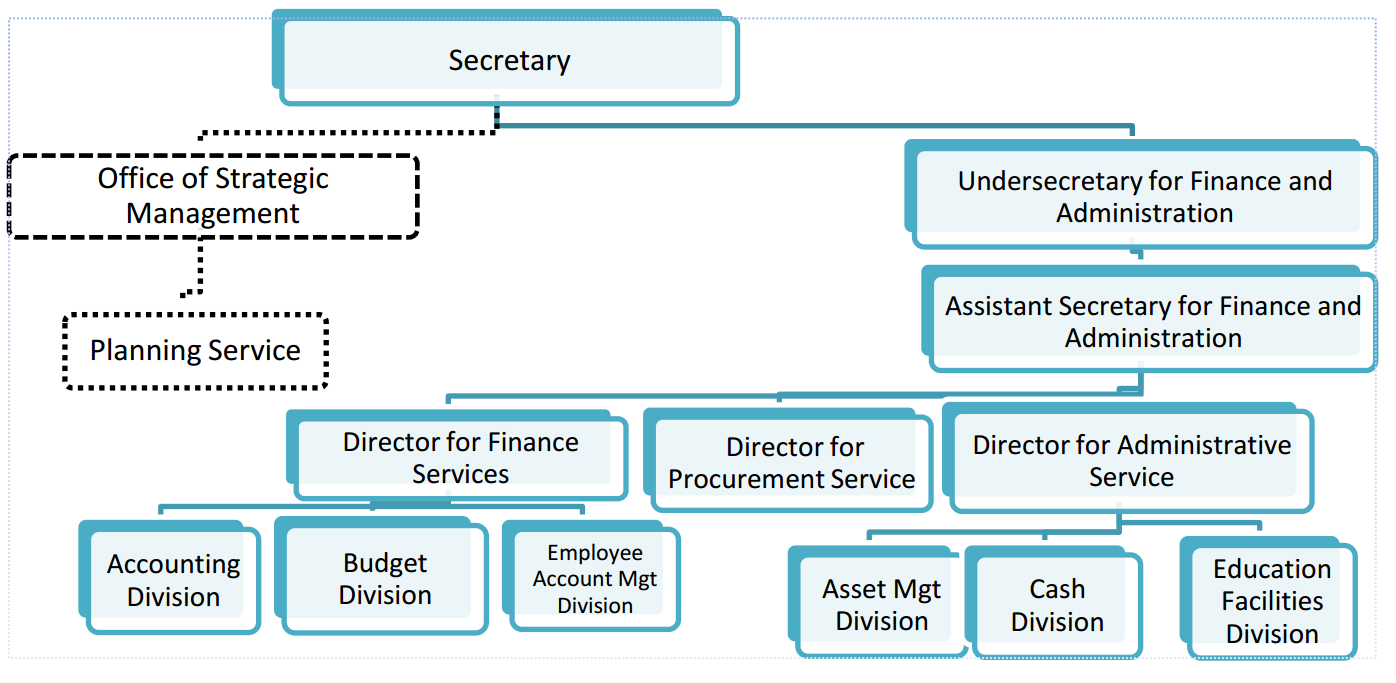 Secretary
Office of Strategic
Management
Undersecretary for Finance and
Administration
Assistant Secretary for Finance and
Administration
Planning Service
Director for Finance
Services
Director for
Procurement Service
Director for Administrative
Service
Accounting
Division
Budget
Division
Employee
Account Mgt
Division
Asset Mgt
Division
Cash
Division
Education
Facilities
Division